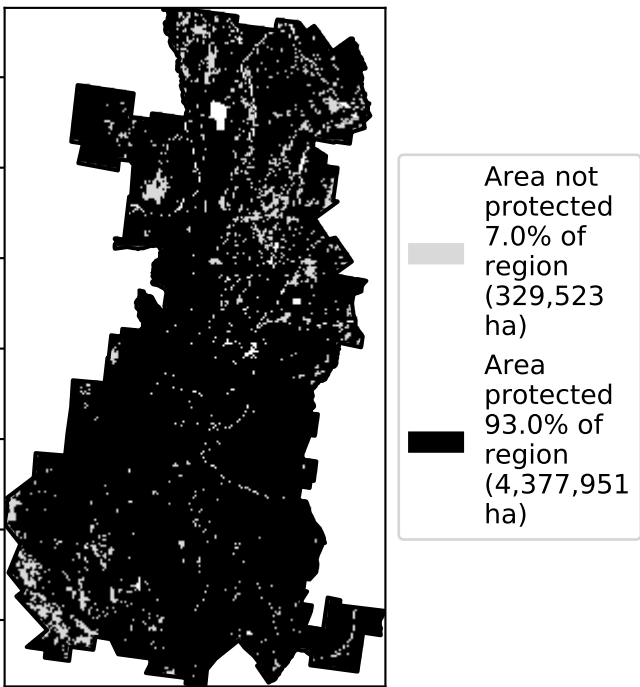 Area not
protected
7.0% of
region
(329,523
ha)
Area
protected
93.0% of
region
(4,377,951
ha)